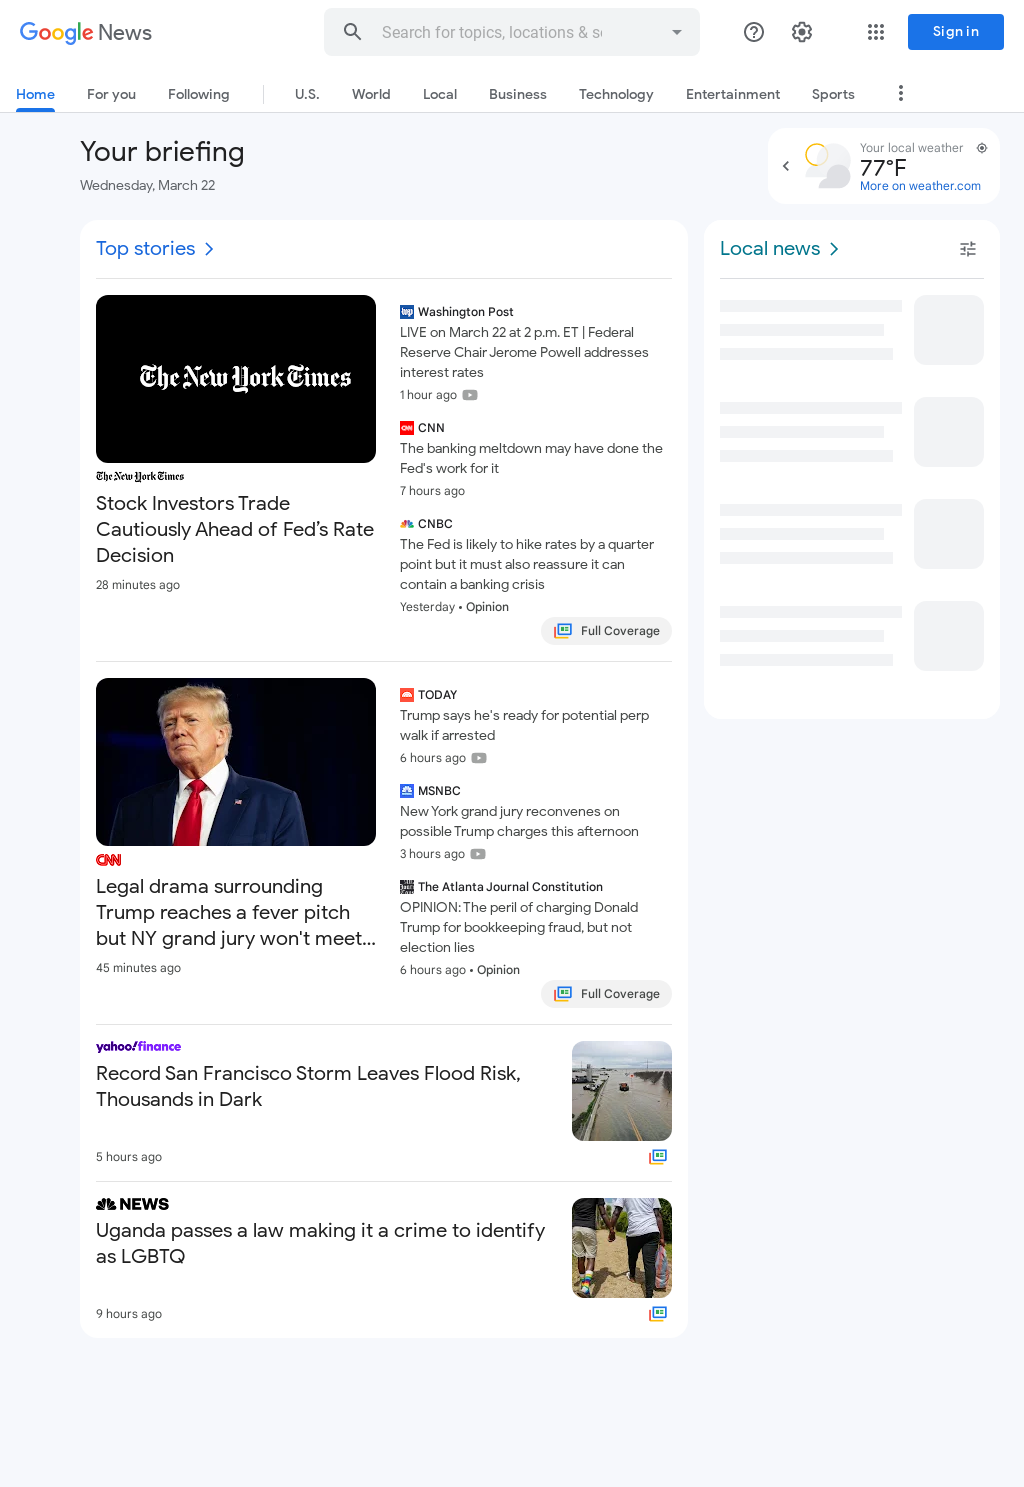 Google News
Search for topics, locations & s
Sign in
Home
For you
Following
U.S.
World
Local
Business
Technology
Entertainment
Sports
Your briefing
Wednesday, March 22
Your local weather
77°F
More on weather.com
Top stories
The New York Times
The New York Times
Stock Investors Trade
Cautiously Ahead of Fed’s Rate
Decision
28 minutes ago
wp
Washington Post
LIVE on March 22 at 2 p.m. ET | Federal
Reserve Chair Jerome Powell addresses
interest rates
1 hour ago
CNN
CNN
The banking meltdown may have done the
Fed's work for it
7 hours ago
CNBC
The Fed is likely to hike rates by a quarter
point but it must also reassure it can
contain a banking crisis
Yesterday • Opinion
Full Coverage
CNN
Legal drama surrounding
Trump reaches a fever pitch
but NY grand jury won't meet...
45 minutes ago
TODAY
Trump says he's ready for potential perp
walk if arrested
6 hours ago
MSNBC
New York grand jury reconvenes on
possible Trump charges this afternoon
3 hours ago
The Atlanta Journal Constitution
OPINION: The peril of charging Donald
Trump for bookkeeping fraud, but not
election lies
6 hours ago • Opinion
Full Coverage
yahoo!finance
Record San Francisco Storm Leaves Flood Risk,
Thousands in Dark
5 hours ago
NEWS
Uganda passes a law making it a crime to identify
as LGBTQ
9 hours ago
Local news